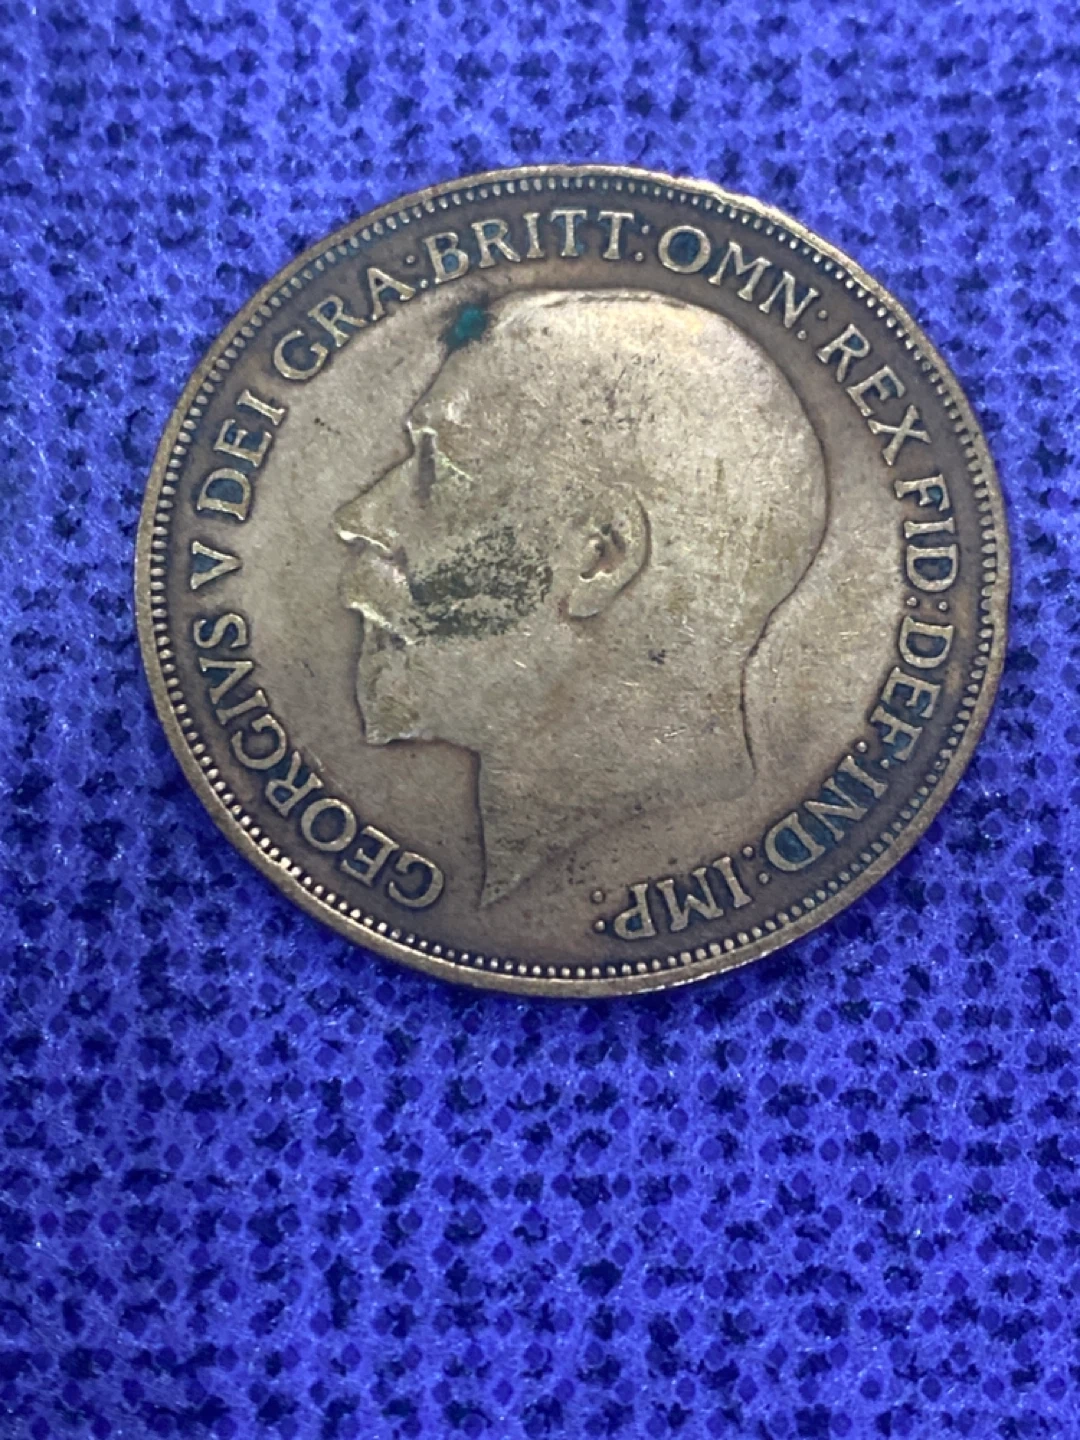 GEORGIVS V DEI GRA:BRITT:OMN:REX FID:DEF:IND:IMP: